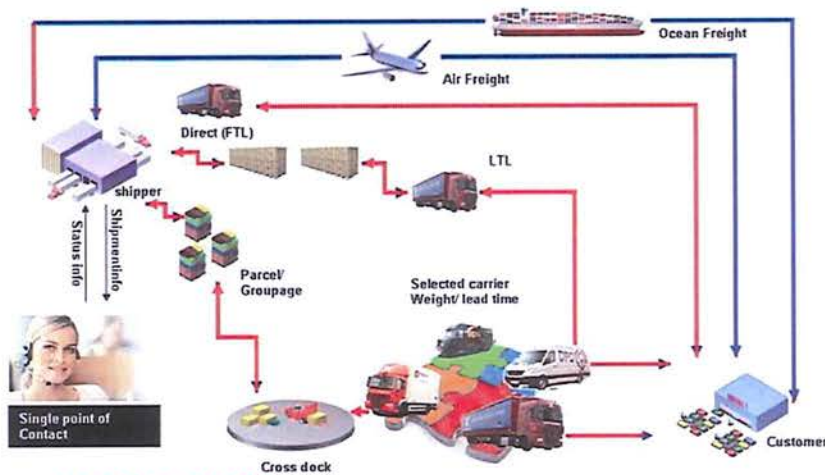 Ocean Freight
Air Freight
Direct (FTL)
LTL
shipper
Status info
Shipmentinfo
Parcel/
Groupage
Selected carrier
Weight/ lead time
Single point of
Contact
Cross dock
Customer